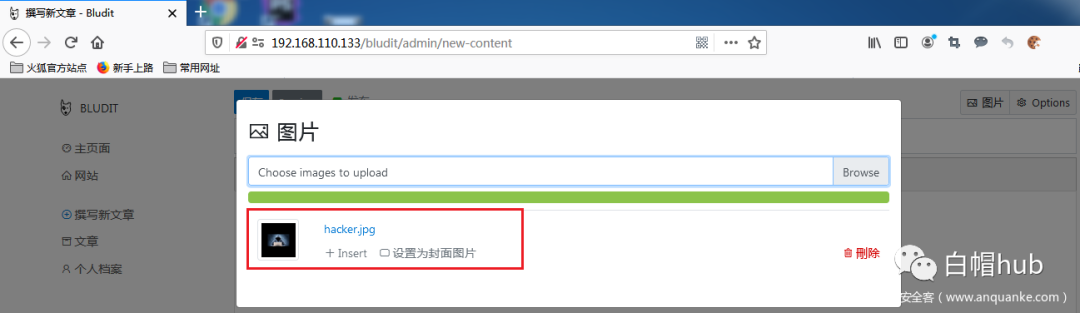 撰写新文章 - Bludit
192.168.110.133/bludit/admin/new-content
火狐官方站点 新手上路 常用网址
BLUDIT
发布
图片 Options
主页面
网站
撰写新文章
文章
个人档案
图片
Choose images to upload Browse
hacker.jpg
Insert 设置为封面图片
刪除
白帽hub
安全客（www.anquanke.com）